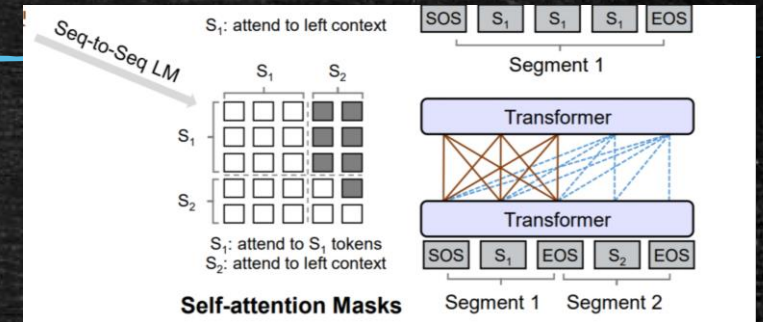 S₁: attend to left context
SOS S₁ S₁ S₁ EOS
Segment 1
Seq-to-Seq LM
S₁ S₂
S₁
S₂
S₁: attend to S₁ tokens
S₂: attend to left context
Self-attention Masks
Transformer
Transformer
SOS S₁ EOS S₂ EOS
Segment 1 Segment 2